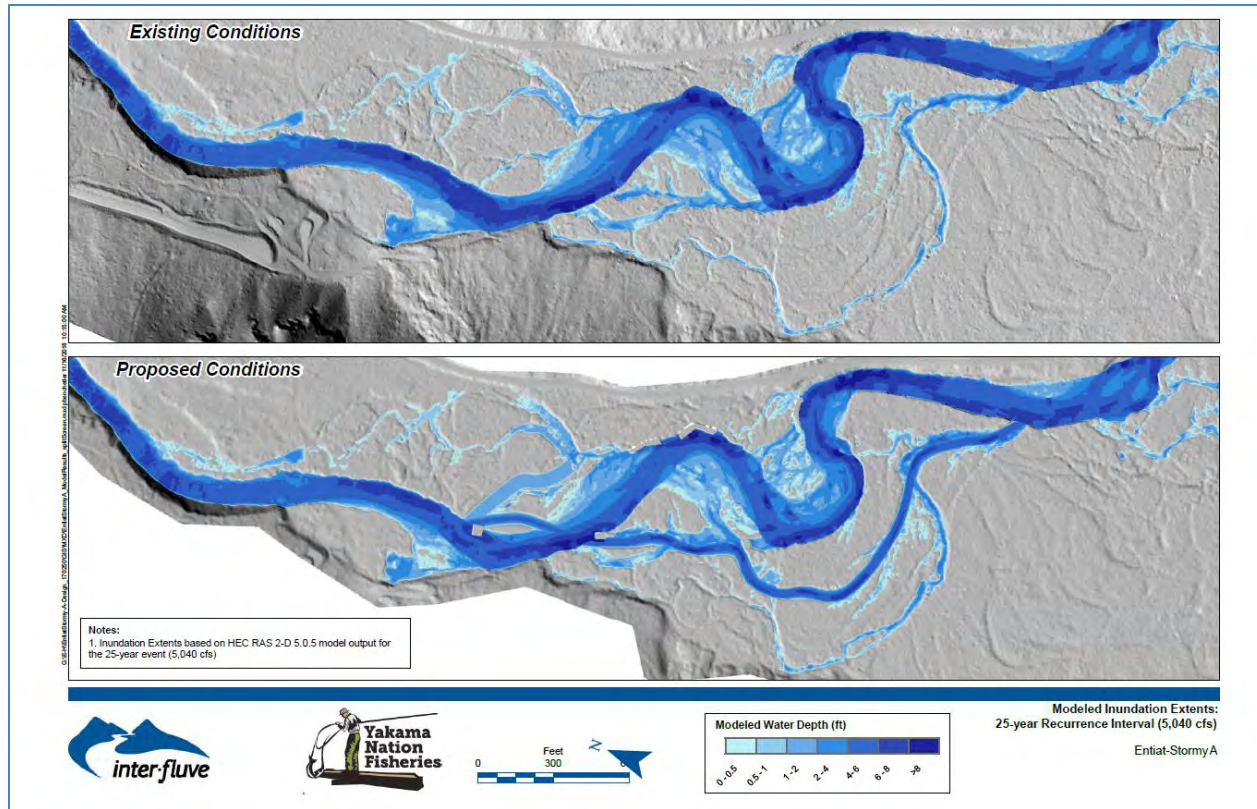 Existing Conditions
Proposed Conditions
Notes:
1. Inundation Extents based on HEC RAS 2-D 5.0.5 model output for
the 25-year event (5,040 cfs)
inter-fluve
Yakama
Nation
Fisheries
Feet
0 300
N
Modeled Water Depth (ft)
0 - 0.5 0.5 - 1 1 - 2 2 - 4 4 - 6 6 - 8 >8
Modeled Inundation Extents:
25-year Recurrence Interval (5,040 cfs)
Entiat-Stormy A